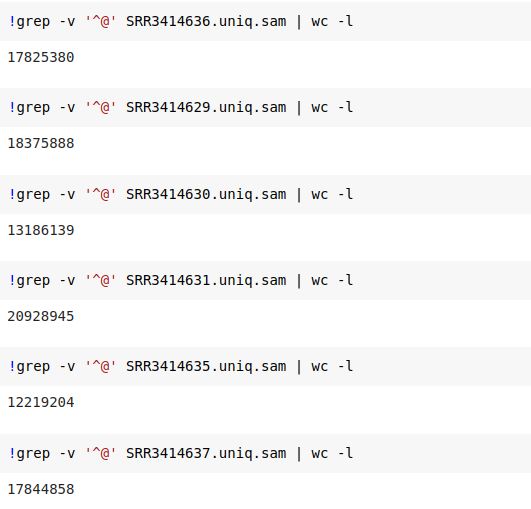 !grep -v '^@' SRR3414636.uniq.sam | wc -l
17825380
!grep -v '^@' SRR3414629.uniq.sam | wc -l
18375888
!grep -v '^@' SRR3414630.uniq.sam | wc -l
13186139
!grep -v '^@' SRR3414631.uniq.sam | wc -l
20928945
!grep -v '^@' SRR3414635.uniq.sam | wc -l
12219204
!grep -v '^@' SRR3414637.uniq.sam | wc -l
17844858